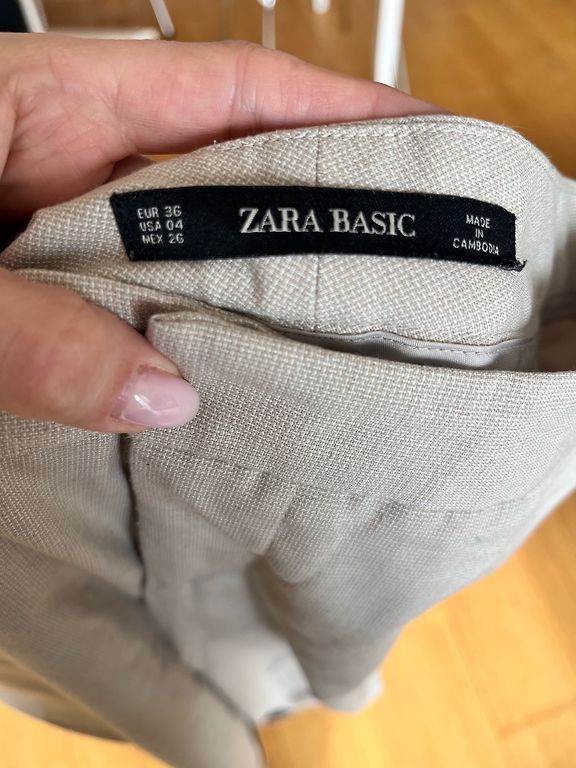 EUR 36
USA 04
MEX 26
ZARA BASIC
MADE
IN
CAMBODIA